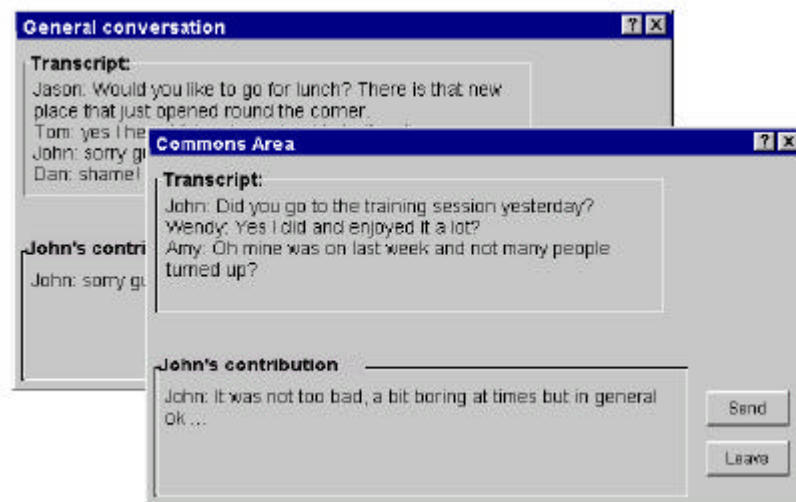 General conversation
Transcript:
Jason: Would you like to go for lunch? There is that new
place that just opened round the corner.
Tom: yes I
John: sorry
Dan: shame!
John's
John: sorry
Commons Area
Transcript:
John: Did you go to the training session yesterday?
Wendy: Yes I did and enjoyed it a lot?
Amy: Oh mine was on last week and not many people
turned up?
John's contribution
John: It was not too bad, a bit boring at times but in general
ok ...
Send
Leave